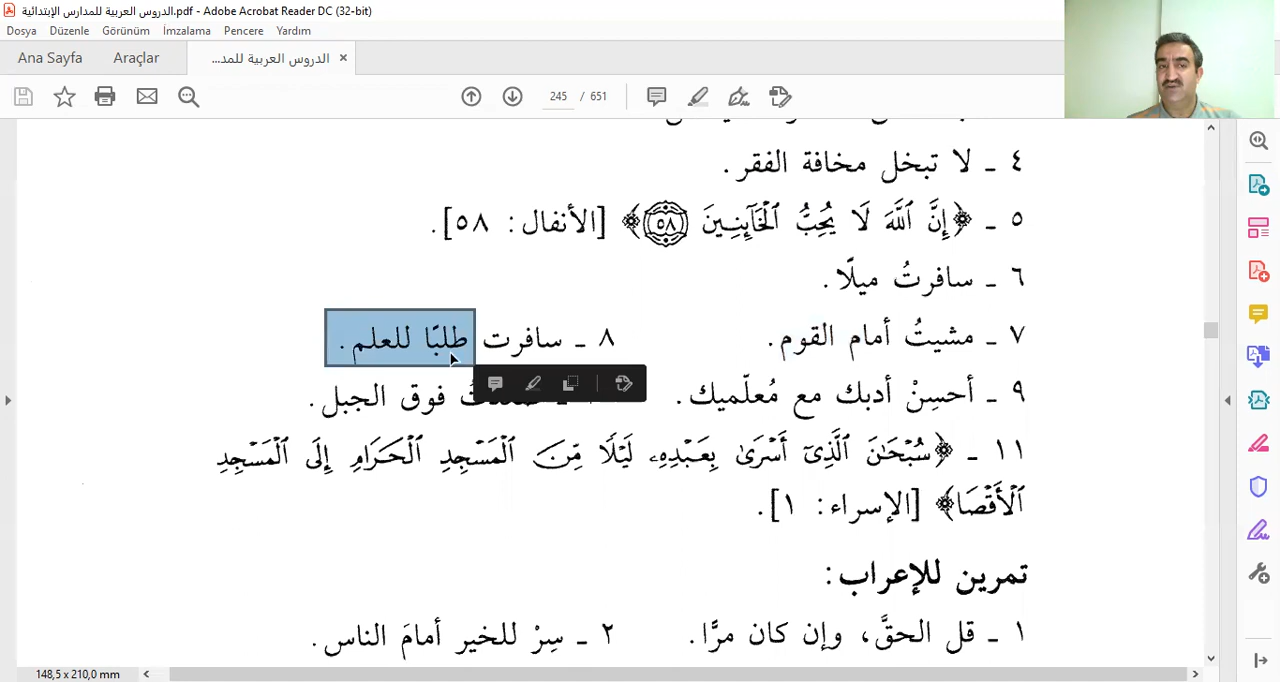 الدروس العربية للمدارس الإبتدائية.pdf - Adobe Acrobat Reader DC (32-bit)
Dosya Düzenle Görünüm İmzalama Pencere Yardım
Ana Sayfa Araçlar الدروس العربية للمد... ×
245 / 651
٤ ـ لا تبخل مخافة الفقر.
٥ ـ ﴿إِنَّ ٱللَّهَ لَا يُحِبُّ ٱلْخَآئِنِينَ ٥٨﴾ [الأنفال: ٥٨].
٦ ـ سافرتُ ميلًا.
٧ ـ مشيتُ أمام القوم. ٨ ـ سافرت طلبًا للعلم.
٩ ـ أحسِنْ أدبك مع مُعلّميك. فوق الجبل.
١١ ـ ﴿سُبْحَٰنَ ٱلَّذِىٓ أَسْرَىٰ بِعَبْدِهِۦ لَيْلًا مِّنَ ٱلْمَسْجِدِ ٱلْحَرَامِ إِلَى ٱلْمَسْجِدِ
ٱلْأَقْصَا﴾ [الإسراء: ١].
تمرين للإعراب:
١ ـ قل الحقَّ، وإن كان مرًّا. ٢ ـ سِرْ للخير أمامَ الناس.
148,5 x 210,0 mm